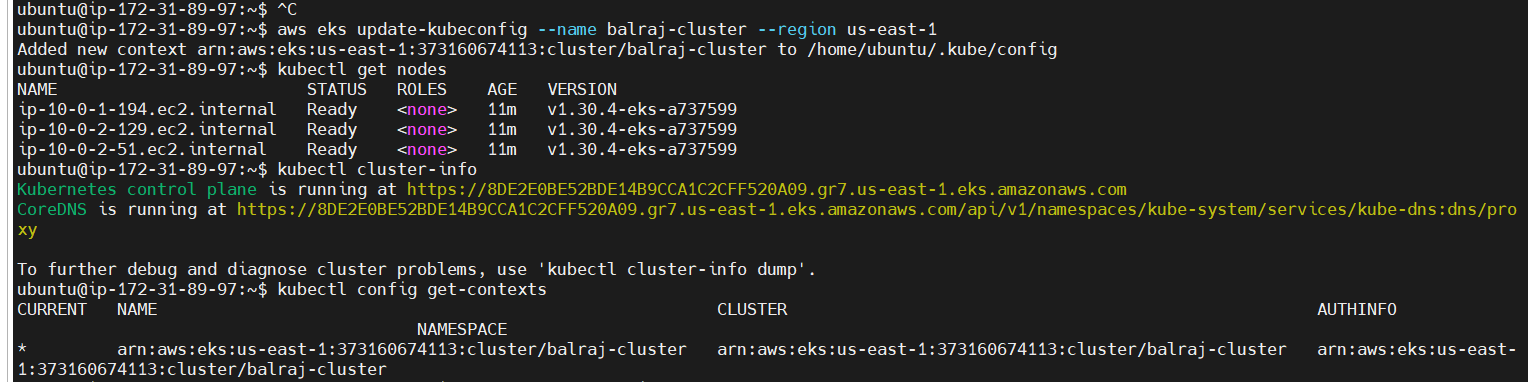 ubuntu@ip-172-31-89-97:~$ ^C
ubuntu@ip-172-31-89-97:~$ aws eks update-kubeconfig --name balraj-cluster --region us-east-1
Added new context arn:aws:eks:us-east-1:373160674113:cluster/balraj-cluster to /home/ubuntu/.kube/config
ubuntu@ip-172-31-89-97:~$ kubectl get nodes
NAME                         STATUS   ROLES    AGE   VERSION
ip-10-0-1-194.ec2.internal   Ready    <none>   11m   v1.30.4-eks-a737599
ip-10-0-2-129.ec2.internal   Ready    <none>   11m   v1.30.4-eks-a737599
ip-10-0-2-51.ec2.internal    Ready    <none>   11m   v1.30.4-eks-a737599
ubuntu@ip-172-31-89-97:~$ kubectl cluster-info
Kubernetes control plane is running at https://8DE2E0BE52BDE14B9CCA1C2CFF520A09.gr7.us-east-1.eks.amazonaws.com
CoreDNS is running at https://8DE2E0BE52BDE14B9CCA1C2CFF520A09.gr7.us-east-1.eks.amazonaws.com/api/v1/namespaces/kube-system/services/kube-dns:dns/pro
xy
To further debug and diagnose cluster problems, use 'kubectl cluster-info dump'.
ubuntu@ip-172-31-89-97:~$ kubectl config get-contexts
CURRENT   NAME                                                        CLUSTER                                                     AUTHINFO
NAMESPACE
*         arn:aws:eks:us-east-1:373160674113:cluster/balraj-cluster   arn:aws:eks:us-east-1:373160674113:cluster/balraj-cluster   arn:aws:eks:us-east-
1:373160674113:cluster/balraj-cluster